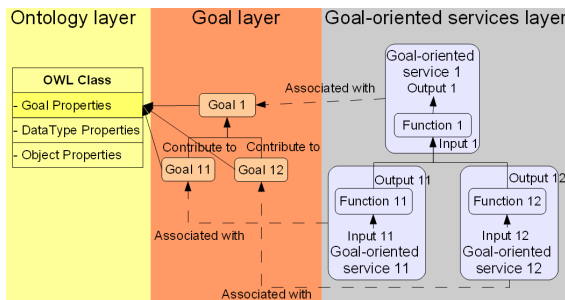 Ontology layer
Goal layer
Goal-oriented services layer
OWL Class
- Goal Properties
- DataType Properties
- Object Properties
Goal 1
Contribute to
Contribute to
Goal 11
Goal 12
Associated with
Associated with
Associated with
Goal-oriented
service 1
Output 1
Function 1
Input 1
Output 11
Function 11
Input 11
Goal-oriented
service 11
Output 12
Function 12
Input 12
Goal-oriented
service 12